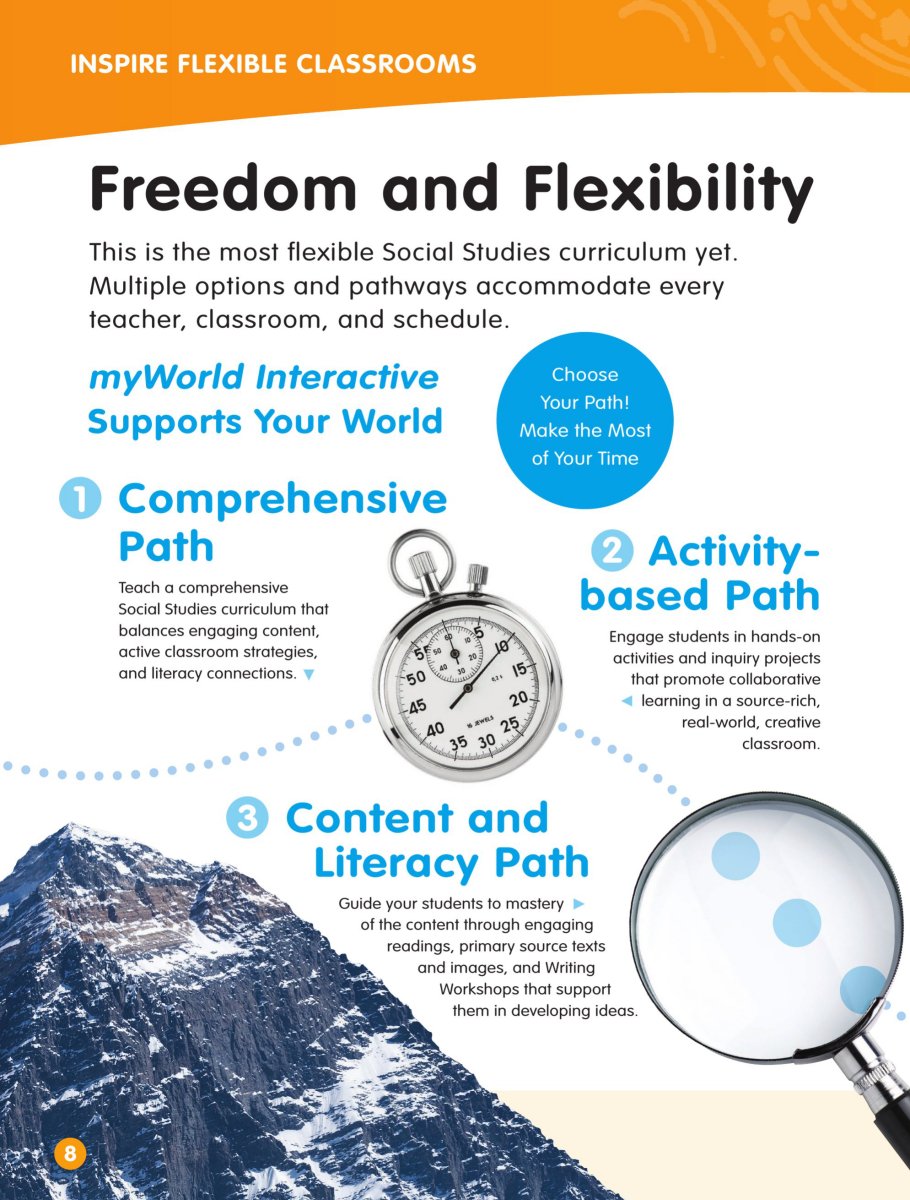 INSPIRE FLEXIBLE CLASSROOMS
Freedom and Flexibility
This is the most flexible Social Studies curriculum yet.
Multiple options and pathways accommodate every
teacher, classroom, and schedule.
myWorld Interactive
Supports Your World
Choose
Your Path!
Make the Most
of Your Time
1 Comprehensive
Path
Teach a comprehensive
Social Studies curriculum that
balances engaging content,
active classroom strategies,
and literacy connections. ▼
2 Activity-
based Path
Engage students in hands-on
activities and inquiry projects
that promote collaborative
◄ learning in a source-rich,
real-world, creative
classroom.
60
10
20
30
40
50
5
10
15
20
25
30
35
40
45
50
55
0,2 s
16 JEWELS
3 Content and
Literacy Path
Guide your students to mastery ►
of the content through engaging
readings, primary source texts
and images, and Writing
Workshops that support
them in developing ideas.
8